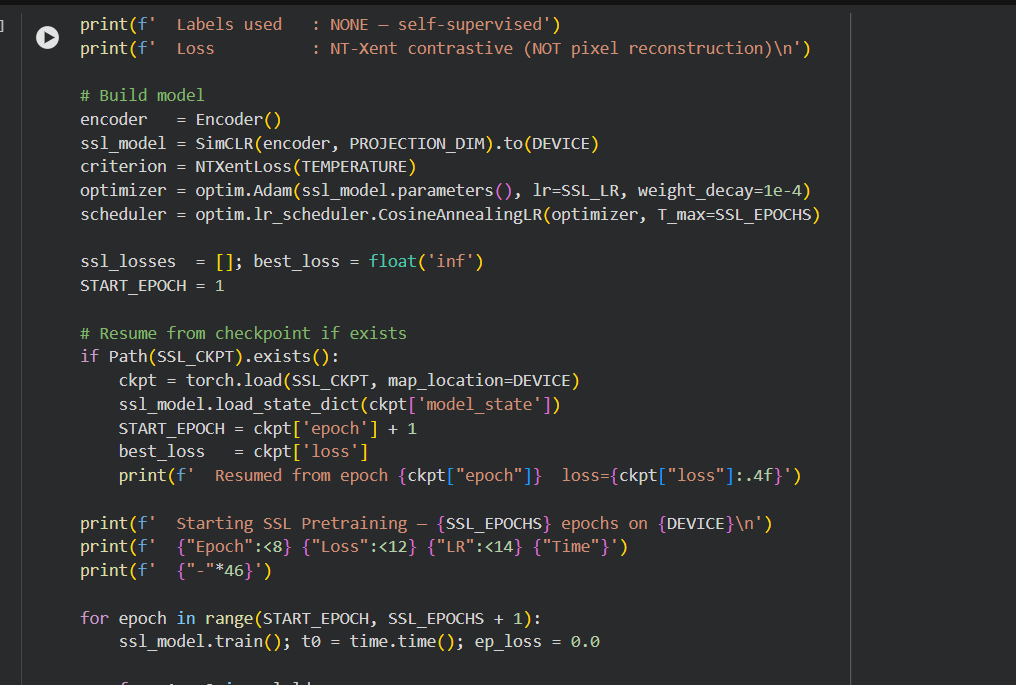 ]
print(f'  Labels used   : NONE — self-supervised')
print(f'  Loss          : NT-Xent contrastive (NOT pixel reconstruction)\n')
# Build model
encoder   = Encoder()
ssl_model = SimCLR(encoder, PROJECTION_DIM).to(DEVICE)
criterion = NTXentLoss(TEMPERATURE)
optimizer = optim.Adam(ssl_model.parameters(), lr=SSL_LR, weight_decay=1e-4)
scheduler = optim.lr_scheduler.CosineAnnealingLR(optimizer, T_max=SSL_EPOCHS)
ssl_losses  = []; best_loss = float('inf')
START_EPOCH = 1
# Resume from checkpoint if exists
if Path(SSL_CKPT).exists():
    ckpt = torch.load(SSL_CKPT, map_location=DEVICE)
    ssl_model.load_state_dict(ckpt['model_state'])
    START_EPOCH = ckpt['epoch'] + 1
    best_loss   = ckpt['loss']
    print(f'  Resumed from epoch {ckpt["epoch"]}  loss={ckpt["loss"]:.4f}')
print(f'  Starting SSL Pretraining — {SSL_EPOCHS} epochs on {DEVICE}\n')
print(f'  {"Epoch":<8} {"Loss":<12} {"LR":<14} {"Time"}')
print(f'  {"-"*46}')
for epoch in range(START_EPOCH, SSL_EPOCHS + 1):
    ssl_model.train(); t0 = time.time(); ep_loss = 0.0